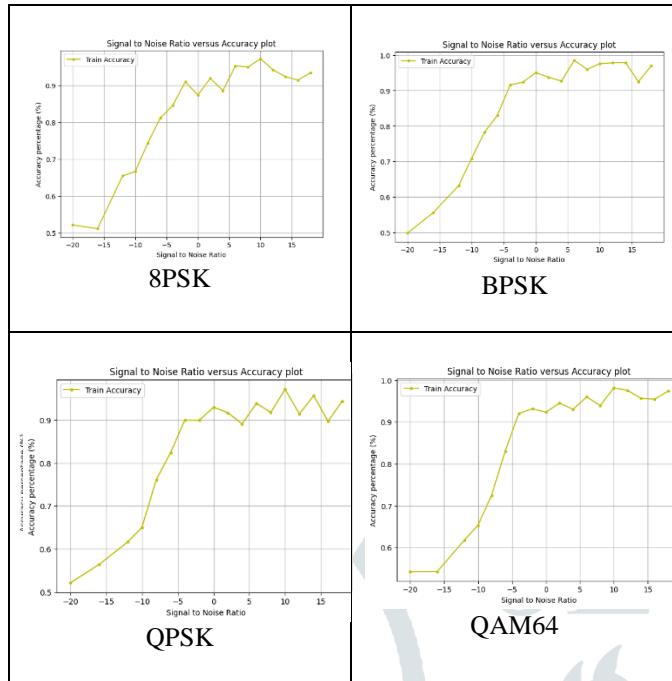 Signal to Noise Ratio versus Accuracy plot
Train Accuracy
Accuracy percentage (%)
0.9
0.8
0.7
0.6
0.5
−20 −15 −10 −5 0 5 10 15
Signal to Noise Ratio
8PSK
Signal to Noise Ratio versus Accuracy plot
Train Accuracy
Accuracy percentage (%)
1.0
0.9
0.8
0.7
0.6
0.5
−20 −15 −10 −5 0 5 10 15
Signal to Noise Ratio
BPSK
Signal to Noise Ratio versus Accuracy plot
Train Accuracy
Accuracy percentage (%)
Accuracy percentage (%)
0.9
0.8
0.7
0.6
0.5
−20 −15 −10 −5 0 5 10 15
Signal to Noise Ratio
QPSK
Signal to Noise Ratio versus Accuracy plot
Train Accuracy
Accuracy percentage (%)
1.0
0.9
0.8
0.7
0.6
−20 −15 −10 −5 0 5 10 15
Signal to Noise Ratio
QAM64